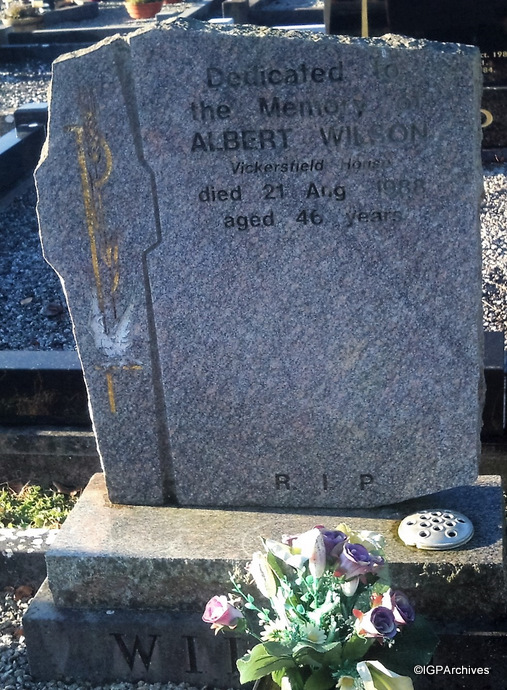 Dedicated To
the Memory of
ALBERT WILSON
Vickersfield House
died 21 Aug 1988
aged 46 years
R I P
©IGPArchives